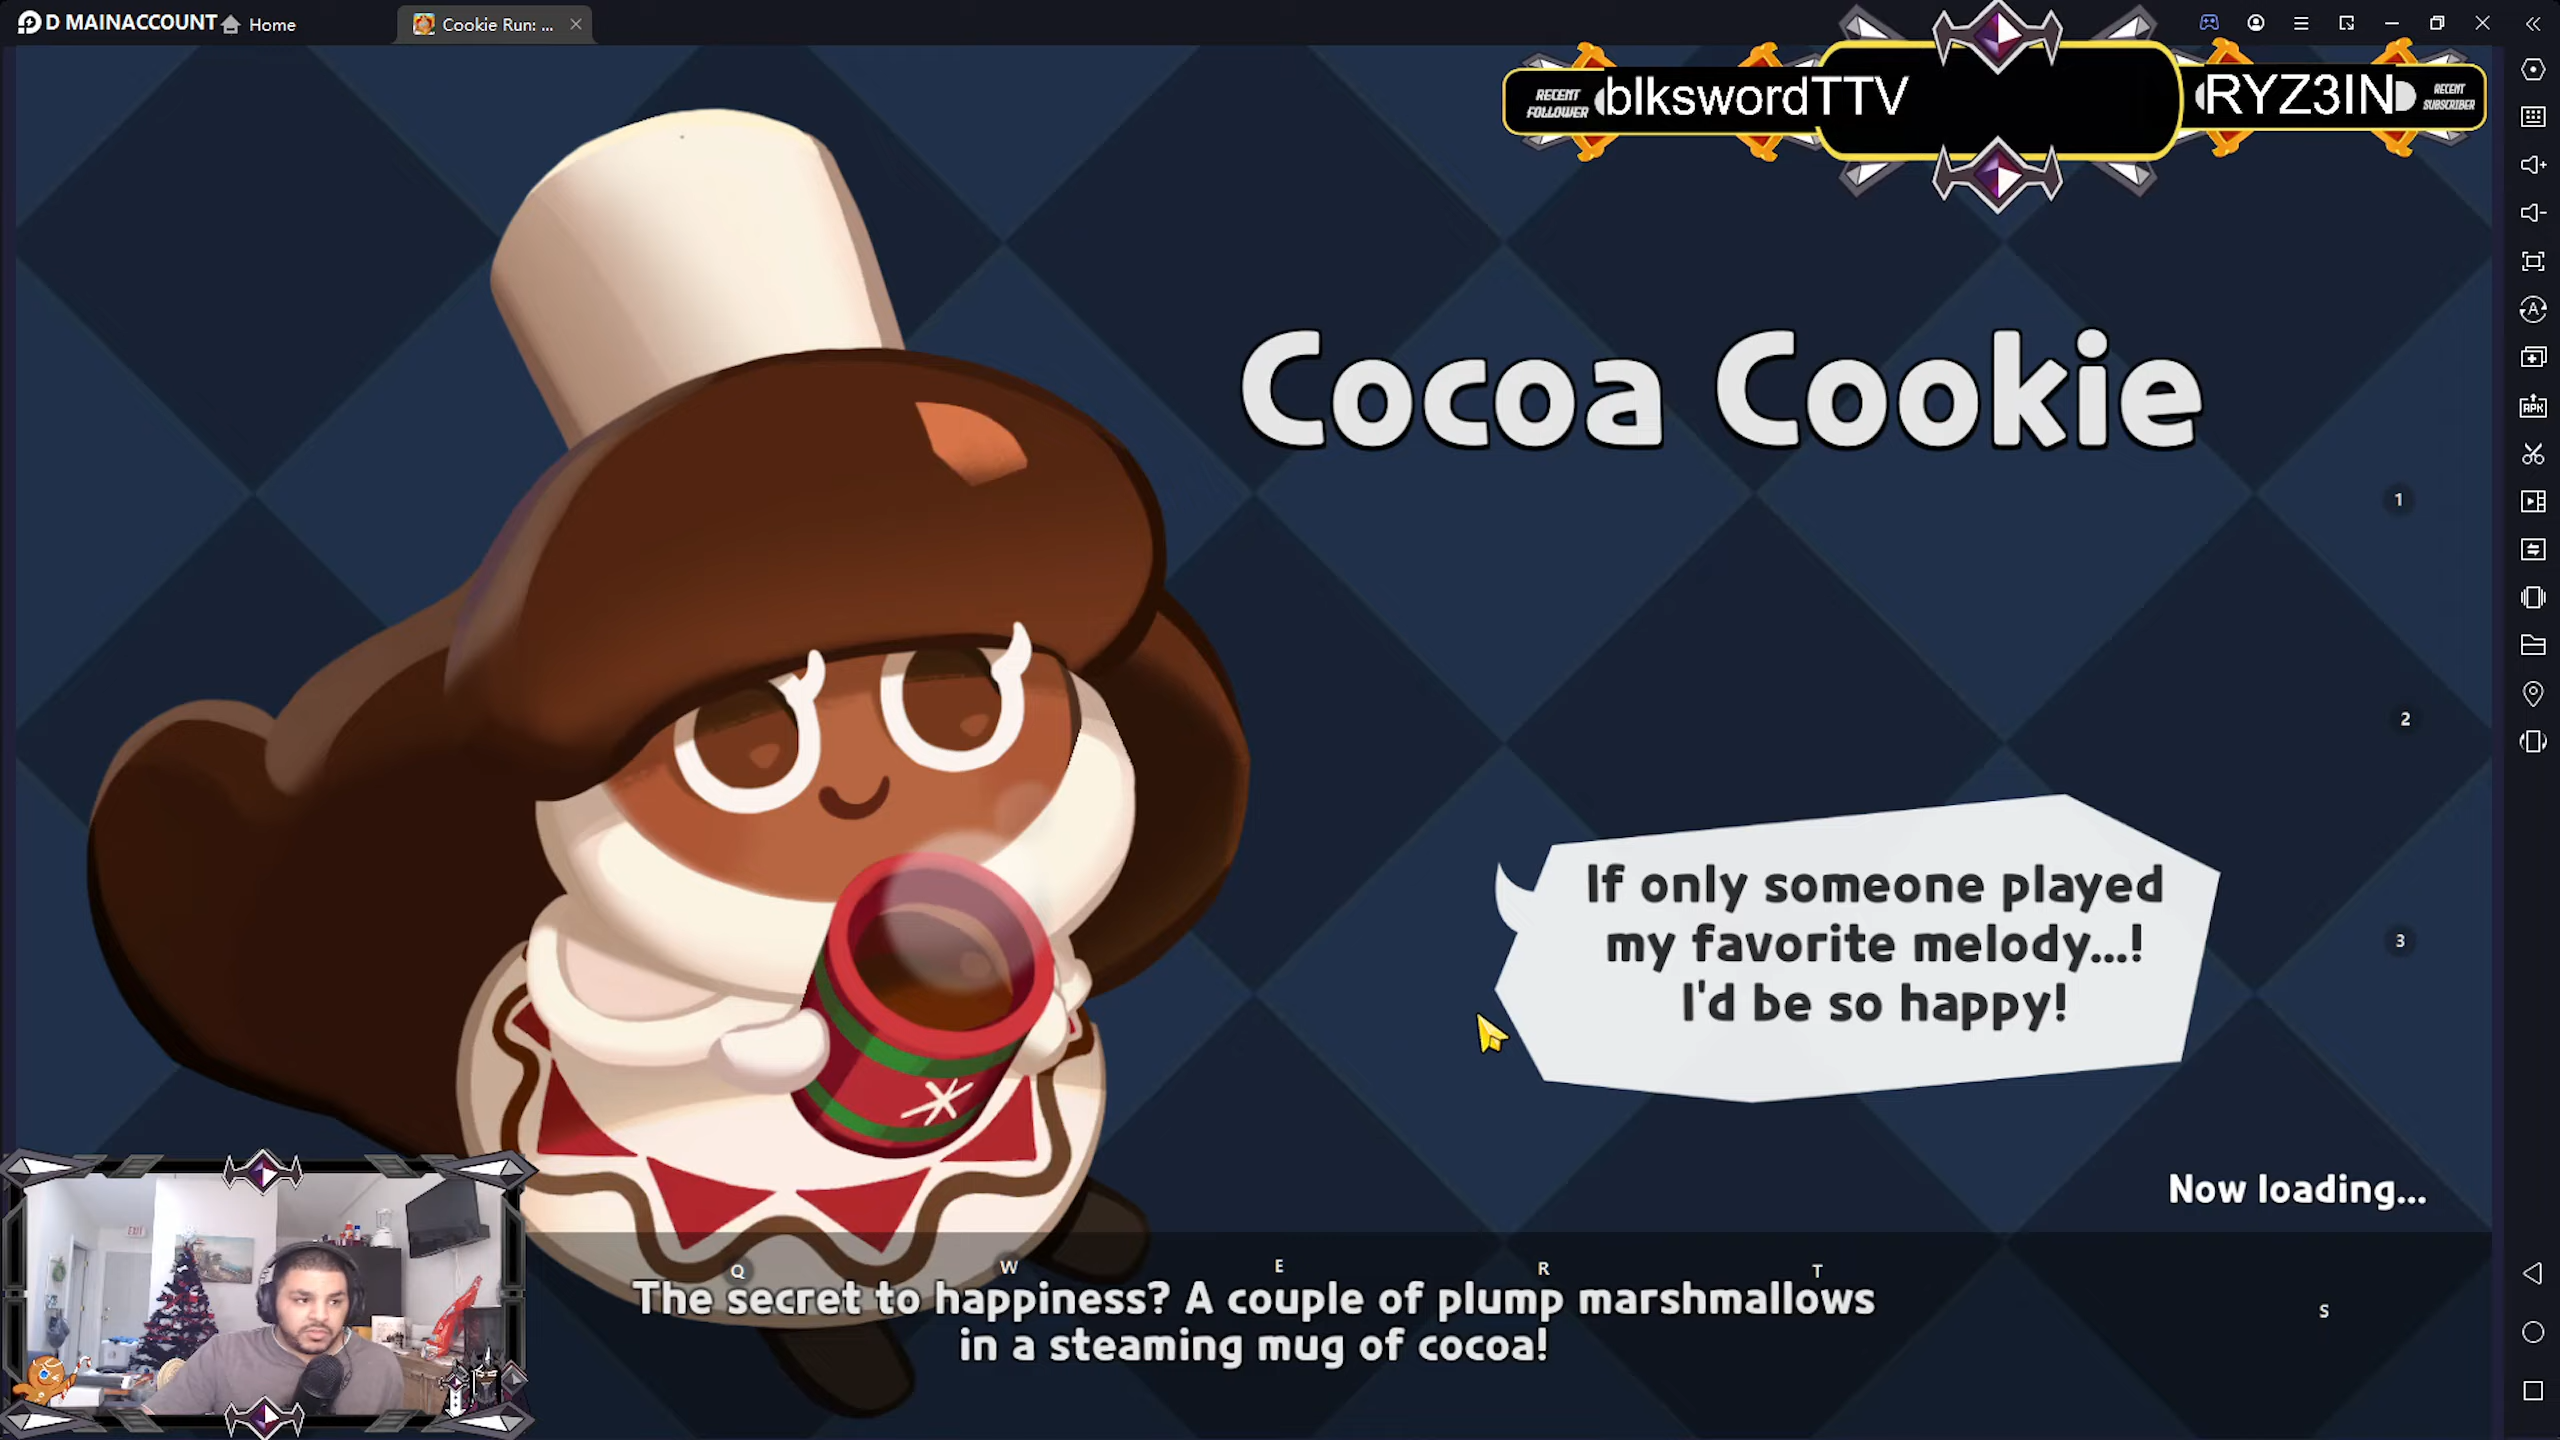 D MAINACCOUNT
Home
Cookie Run: ...
RECENT FOLLOWER
blkswordTTV
RYZ3IN
RECENT SUBSCRIBER
Cocoa Cookie
1
2
If only someone played
my favorite melody...!
I'd be so happy!
3
Now loading...
Q W E R T
The secret to happiness? A couple of plump marshmallows
in a steaming mug of cocoa!
S
APK
EXIT